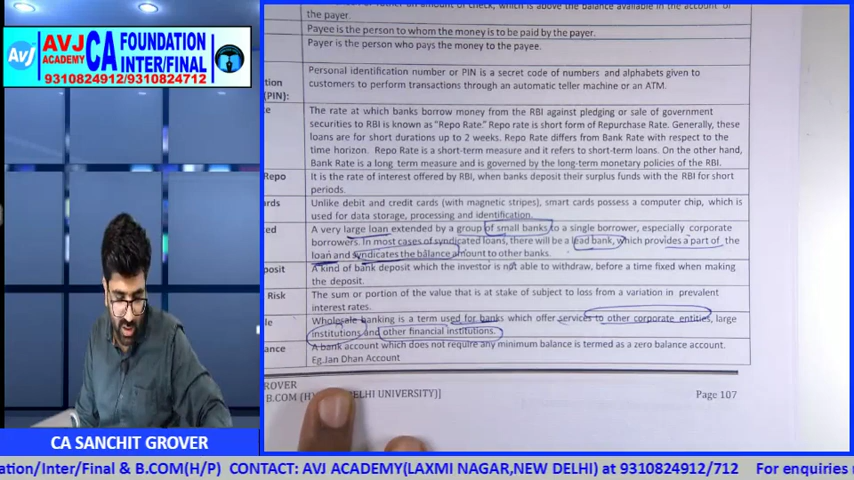 AVJ ACADEMY CA FOUNDATION INTER/FINAL
9310824912/9310824712
AVJ
the payer.
Payee is the person to whom the money is to be paid by the payer.
Payer is the person who pays the money to the payee.
tion Personal identification number or PIN is a secret code of numbers and alphabets given to
(PIN): customers to perform transactions through an automatic teller machine or an ATM.
e The rate at which banks borrow money from the RBI against pledging or sale of government
securities to RBI is known as "Repo Rate." Repo rate is short form of Repurchase Rate. Generally, these
loans are for short durations up to 2 weeks. Repo Rate differs from Bank Rate with respect to the
time horizon. Repo Rate is a short-term measure and it refers to short-term loans. On the other hand,
Bank Rate is a long term measure and is governed by the long-term monetary policies of the RBI.
Repo It is the rate of interest offered by RBI, when banks deposit their surplus funds with the RBI for short
periods.
rds Unlike debit and credit cards (with magnetic stripes), smart cards possess a computer chip, which is
used for data storage, processing and identification.
ed A very large loan extended by a group of small banks to a single borrower, especially corporate
borrowers. In most cases of syndicated loans, there will be a lead bank, which provides a part of the
loan and syndicates the balance amount to other banks.
posit A kind of bank deposit which the investor is not able to withdraw, before a time fixed when making
the deposit.
Risk The sum or portion of the value that is at stake of subject to loss from a variation in prevalent
interest rates.
le Wholesale banking is a term used for banks which offer services to other corporate entities, large
institutions and other financial institutions.
ance A bank account which does not require any minimum balance is termed as a zero balance account.
Eg.Jan Dhan Account
ROVER
B.COM (H) ELHI UNIVERSITY)] Page 107
CA SANCHIT GROVER
ation/Inter/Final & B.COM(H/P) CONTACT: AVJ ACADEMY(LAXMI NAGAR,NEW DELHI) at 9310824912/712 For enquiries